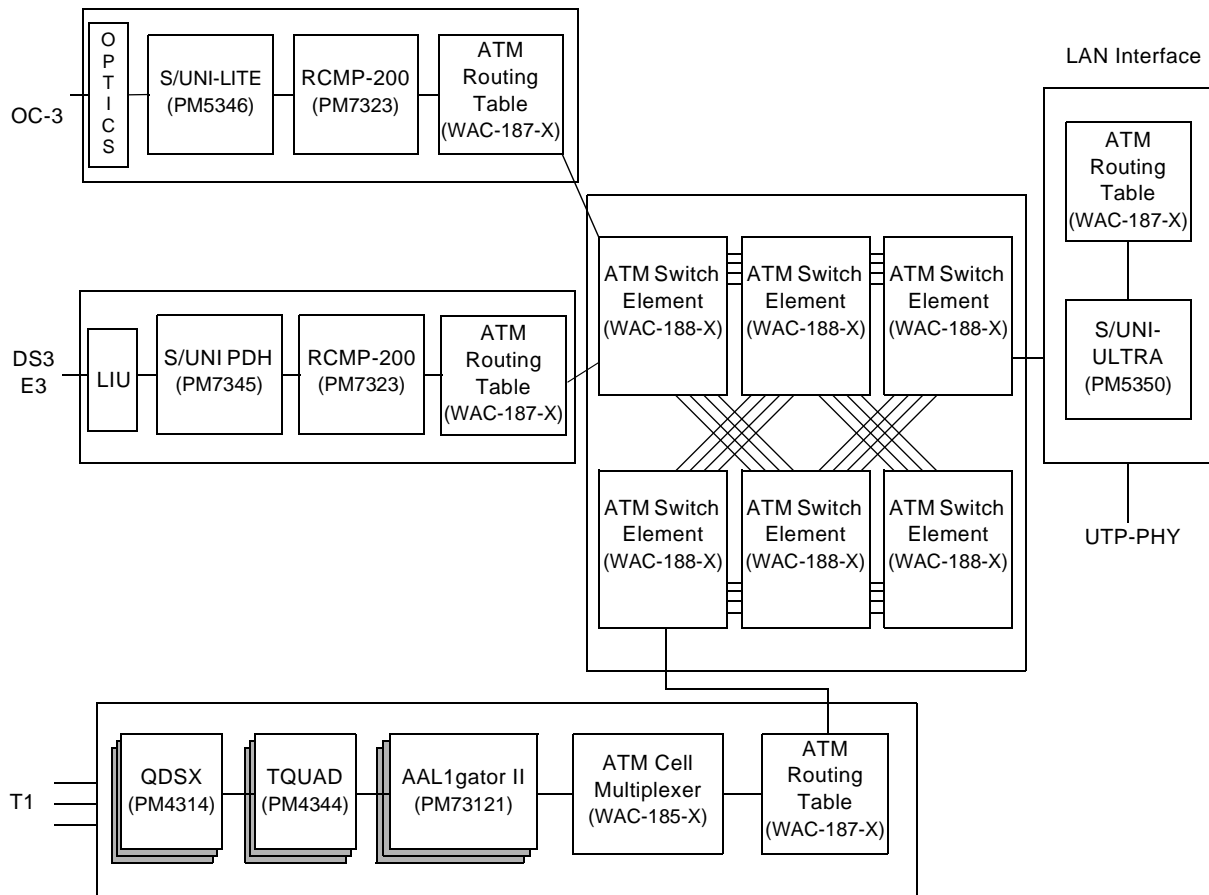 OPTICS
OC-3
S/UNI-LITE
(PM5346)
RCMP-200
(PM7323)
ATM
Routing
Table
(WAC-187-X)
LAN Interface
ATM
Routing
Table
(WAC-187-X)
S/UNI-
ULTRA
(PM5350)
UTP-PHY
DS3
E3
LIU
S/UNI PDH
(PM7345)
RCMP-200
(PM7323)
ATM
Routing
Table
(WAC-187-X)
ATM Switch
Element
(WAC-188-X)
ATM Switch
Element
(WAC-188-X)
ATM Switch
Element
(WAC-188-X)
ATM Switch
Element
(WAC-188-X)
ATM Switch
Element
(WAC-188-X)
ATM Switch
Element
(WAC-188-X)
T1
QDSX
(PM4314)
TQUAD
(PM4344)
AAL1gator II
(PM73121)
ATM Cell
Multiplexer
(WAC-185-X)
ATM
Routing
Table
(WAC-187-X)